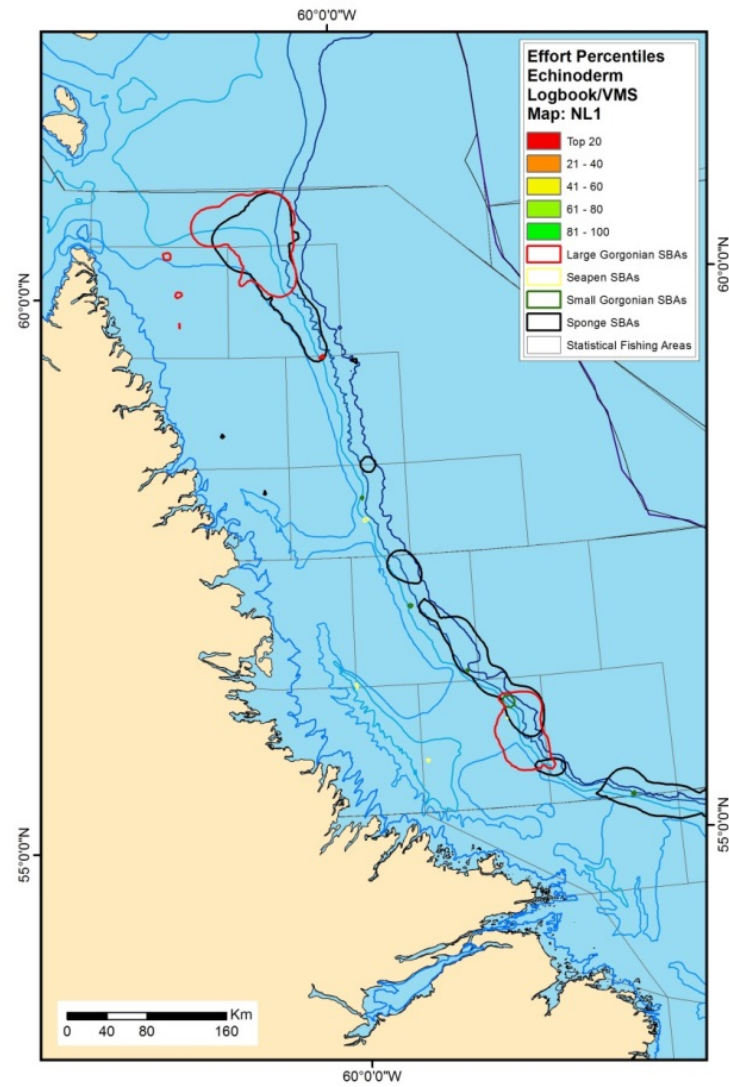 60°0'0"W
Effort Percentiles
Echinoderm
Logbook/VMS
Map: NL1
Top 20
21 - 40
41 - 60
61 - 80
81 - 100
Large Gorgonian SBAs
Seapen SBAs
Small Gorgonian SBAs
Sponge SBAs
Statistical Fishing Areas
60°0'0"N
60°0'0"N
55°0'0"N
55°0'0"N
Km
0 40 80 160
60°0'0"W